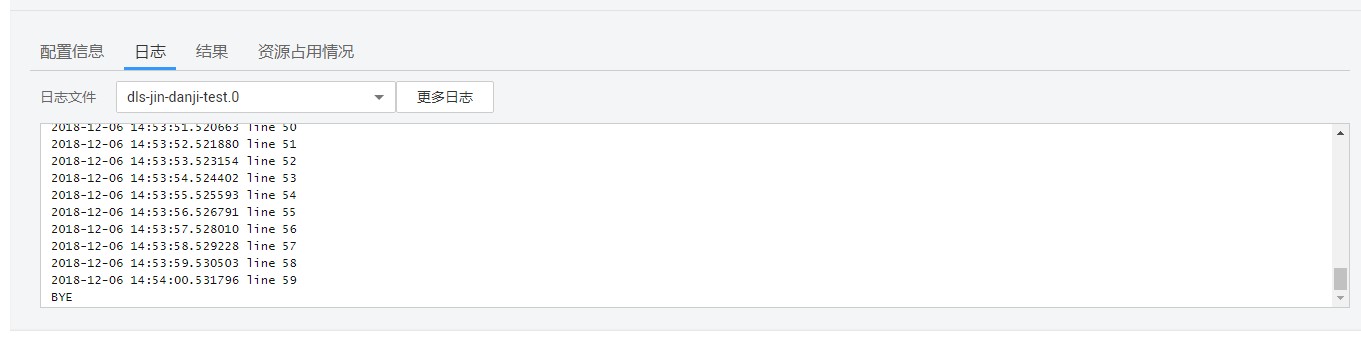 配置信息 日志 结果 资源占用情况
日志文件 dls-jin-danji-test.0 更多日志
2018-12-06 14:53:51.520663 line 50
2018-12-06 14:53:52.521880 line 51
2018-12-06 14:53:53.523154 line 52
2018-12-06 14:53:54.524402 line 53
2018-12-06 14:53:55.525593 line 54
2018-12-06 14:53:56.526791 line 55
2018-12-06 14:53:57.528010 line 56
2018-12-06 14:53:58.529228 line 57
2018-12-06 14:53:59.530503 line 58
2018-12-06 14:54:00.531796 line 59
BYE